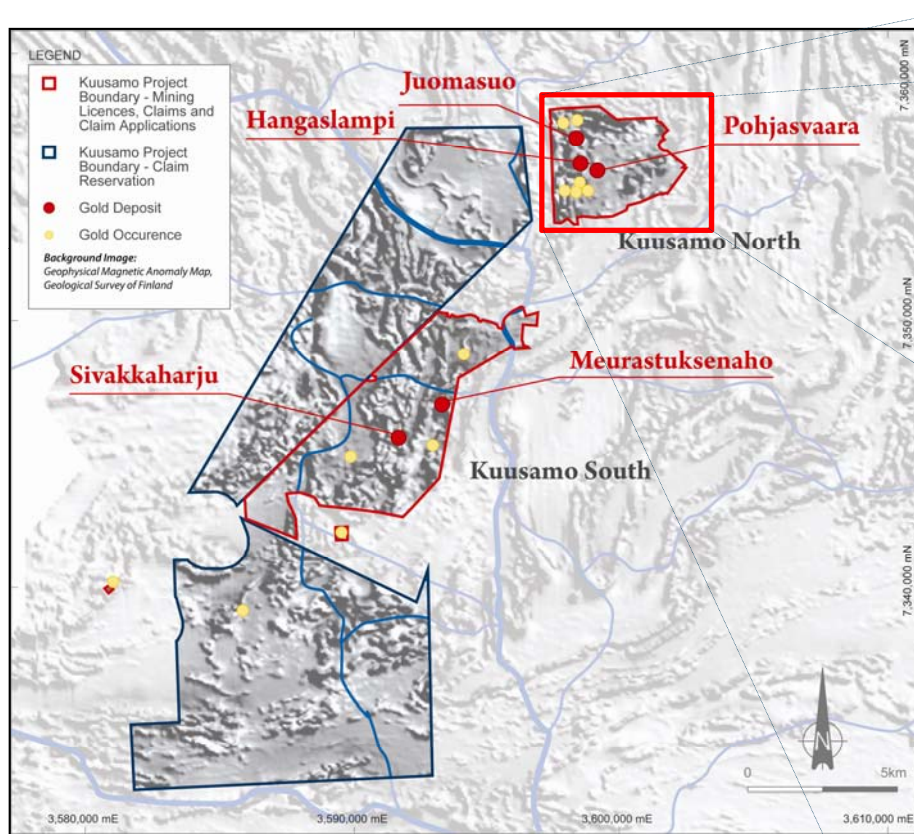 LEGEND
Kuusamo Project
Boundary - Mining
Licences, Claims and
Claim Applications
Kuusamo Project
Boundary - Claim
Reservation
Gold Deposit
Gold Occurence
Background Image:
Geophysical Magnetic Anomaly Map,
Geological Survey of Finland
Juomasuo
Hangaslampi
Pohjasvaara
Kuusamo North
Sivakkaharju
Meurastuksenaho
Kuusamo South
7,360,000 mN
7,350,000 mN
7,340,000 mN
N
0 5km
3,580,000 mE 3,590,000 mE 3,600,000 mE 3,610,000 mE